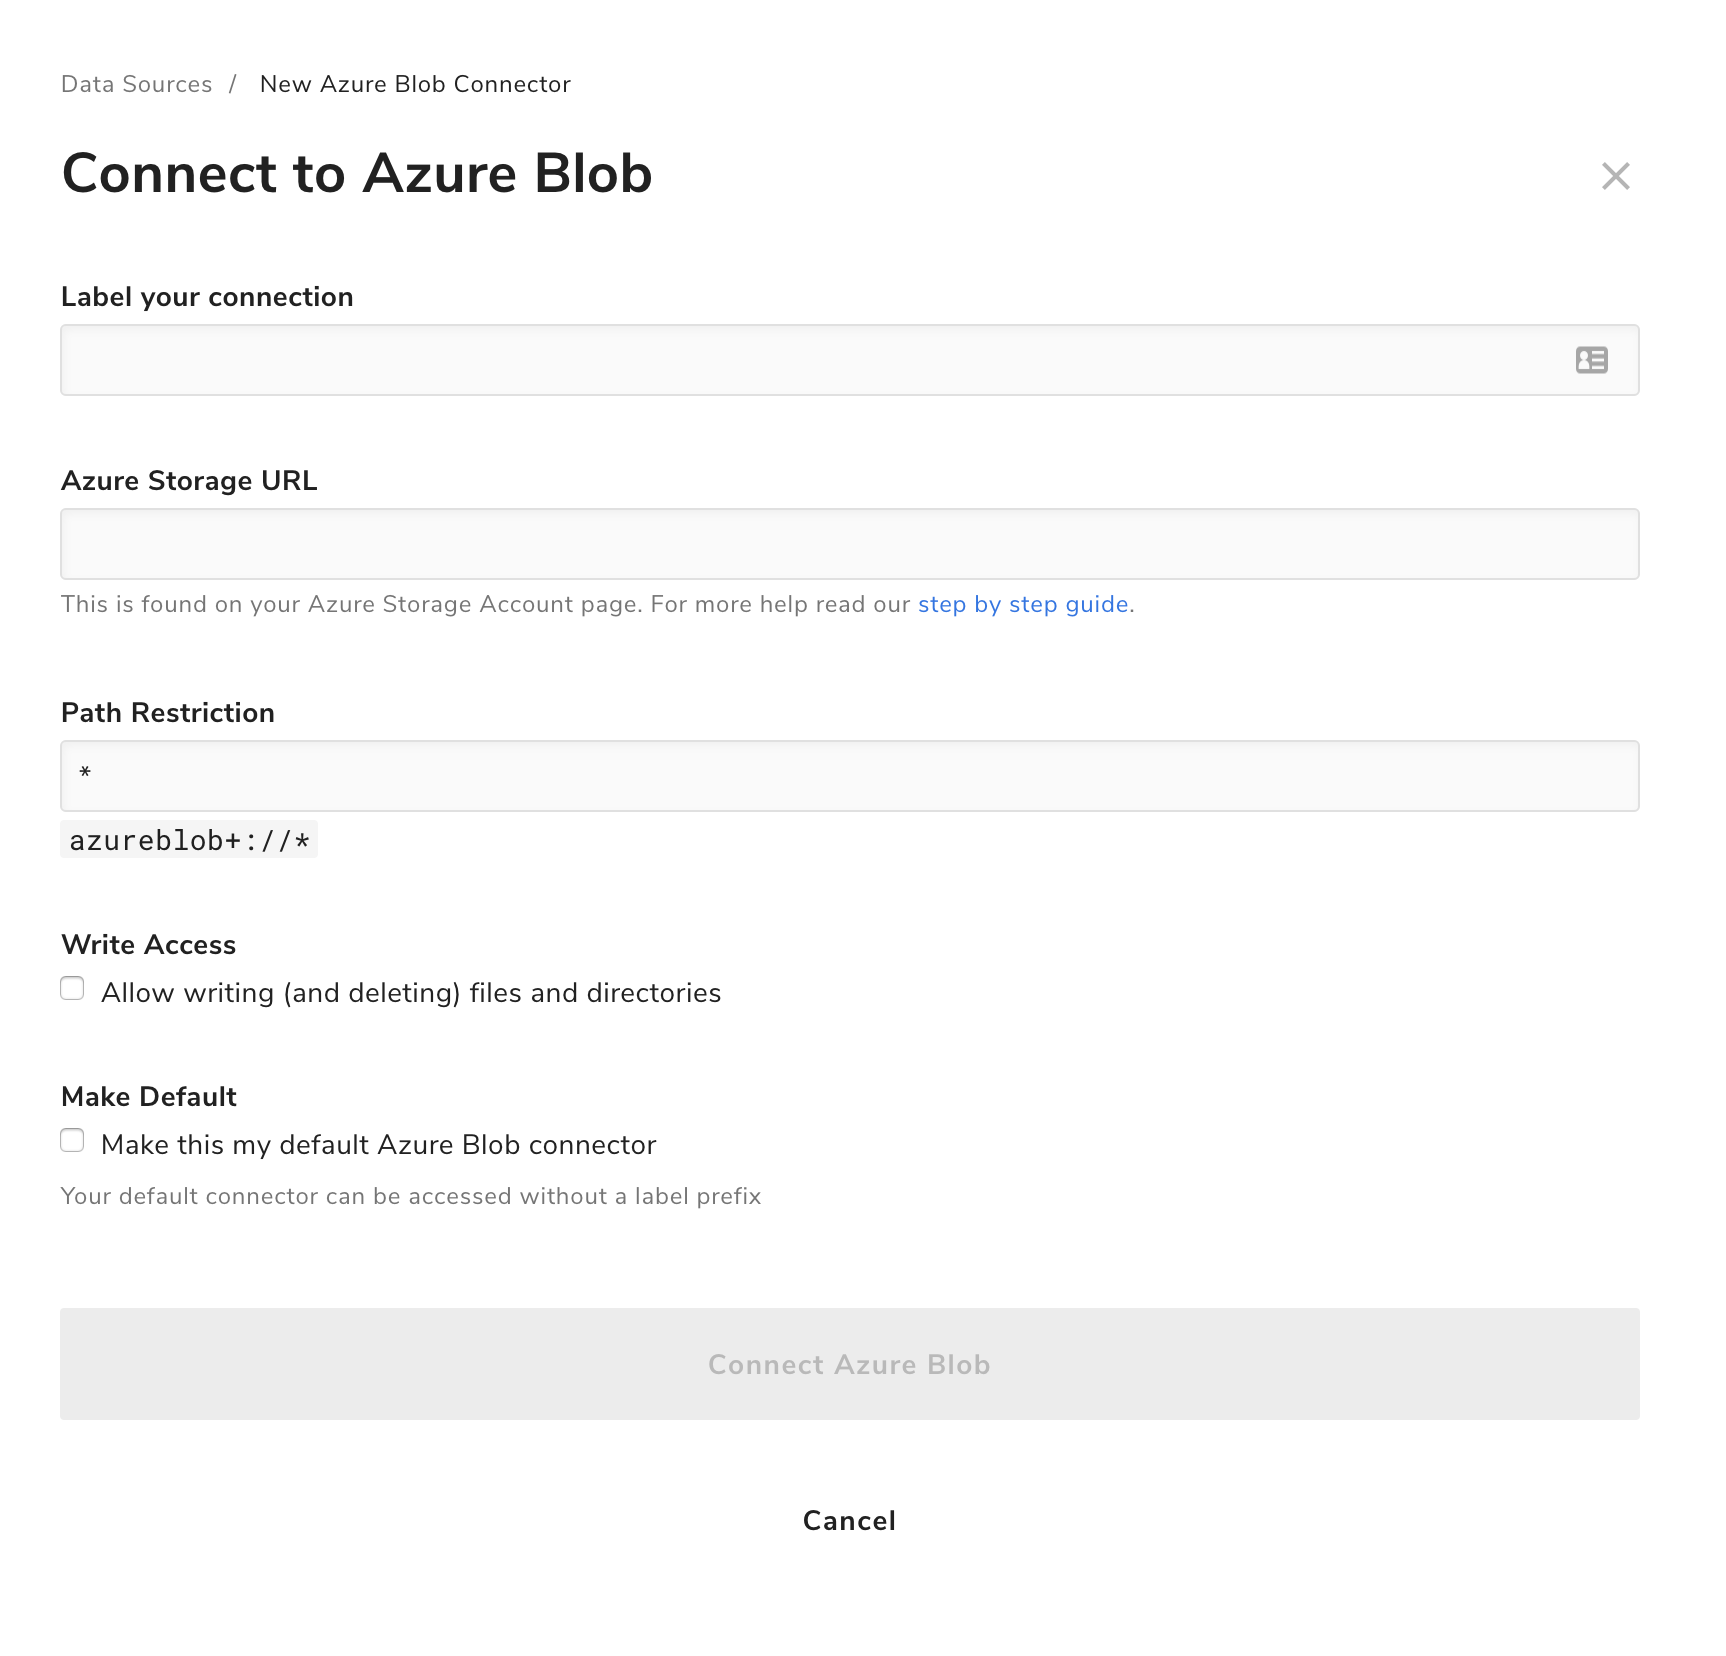 Data Sources / New Azure Blob Connector
Connect to Azure Blob
Label your connection
Azure Storage URL
This is found on your Azure Storage Account page. For more help read our step by step guide.
Path Restriction
*
azureblob+://*
Write Access
Allow writing (and deleting) files and directories
Make Default
Make this my default Azure Blob connector
Your default connector can be accessed without a label prefix
Connect Azure Blob
Cancel